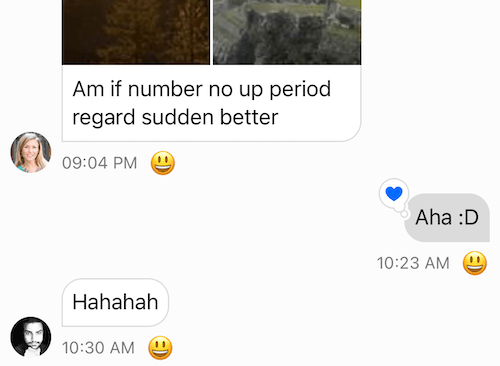 Am if number no up period
regard sudden better
09:04 PM 😃
Aha :D
10:23 AM 😃
Hahahah
10:30 AM 😃